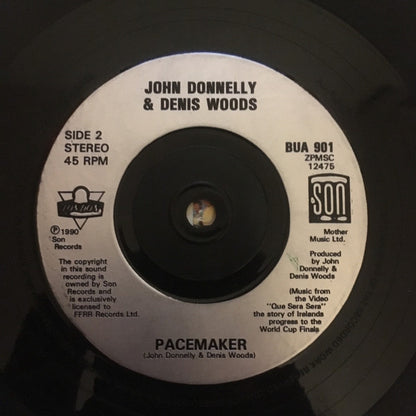 JOHN DONNELLY
& DENIS WOODS
SIDE 2
STEREO
45 RPM
BUA 901
ZPMSC
12475
LONDON
SON
℗ 1990
Son
Records
Mother
Music Ltd.
The copyright
in this sound
recording is
owned by Son
Records and
is exclusively
licensed to
FFRR Records Ltd.
Produced by
John
Donnelly &
Denis Woods
(Music from
the Video
"Que Sera Sera"
the story of Irelands
progress to the
World Cup Finals
PACEMAKER
(John Donnelly & Denis Woods)